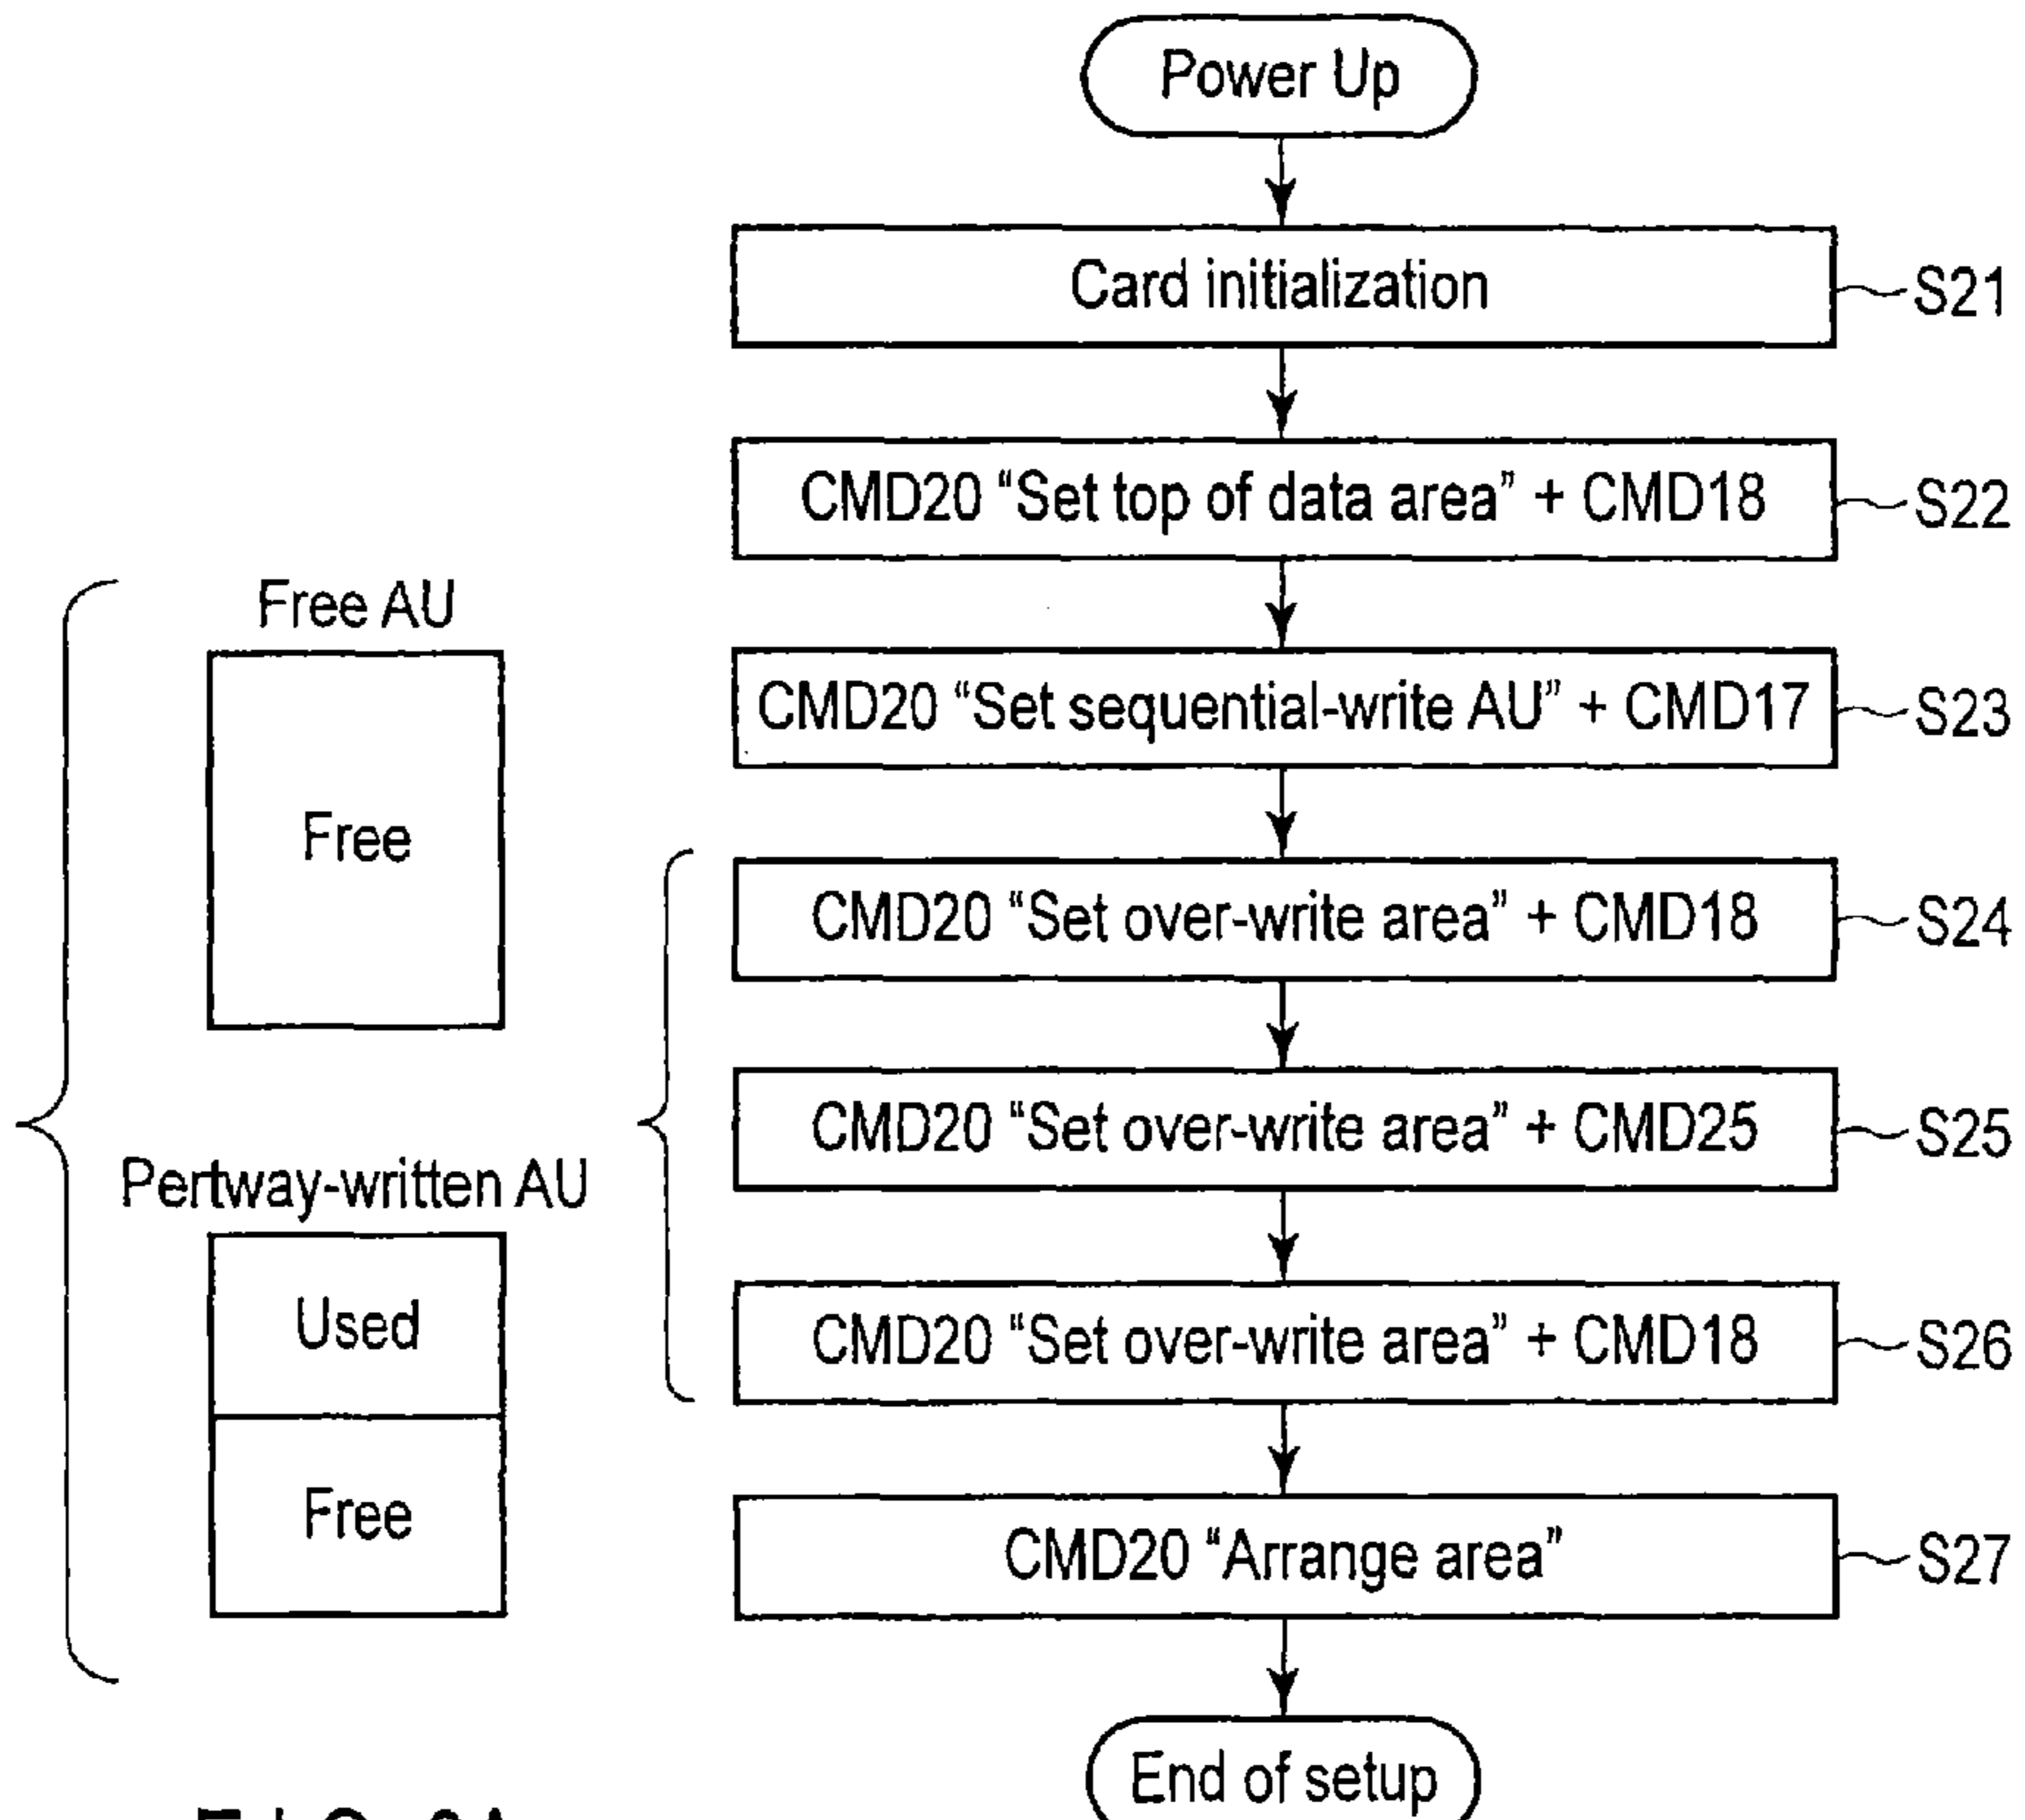 Power Up
Card initialization
S21
CMD20 “Set top of data area” + CMD18
S22
CMD20 “Set sequential-write AU” + CMD17
S23
CMD20 “Set over-write area” + CMD18
S24
CMD20 “Set over-write area” + CMD25
S25
CMD20 “Set over-write area” + CMD18
S26
CMD20 “Arrange area”
S27
End of setup
Free AU
Free
Pertway-written AU
Used
Free